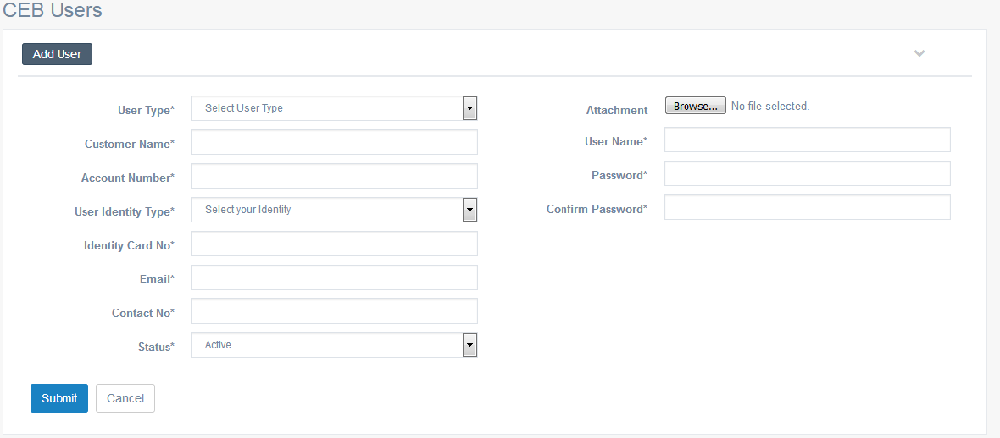 CEB Users
Add User
User Type* Select User Type
Customer Name*
Account Number*
User Identity Type* Select your Identity
Identity Card No*
Email*
Contact No*
Status* Active
Attachment Browse... No file selected.
User Name*
Password*
Confirm Password*
Submit Cancel